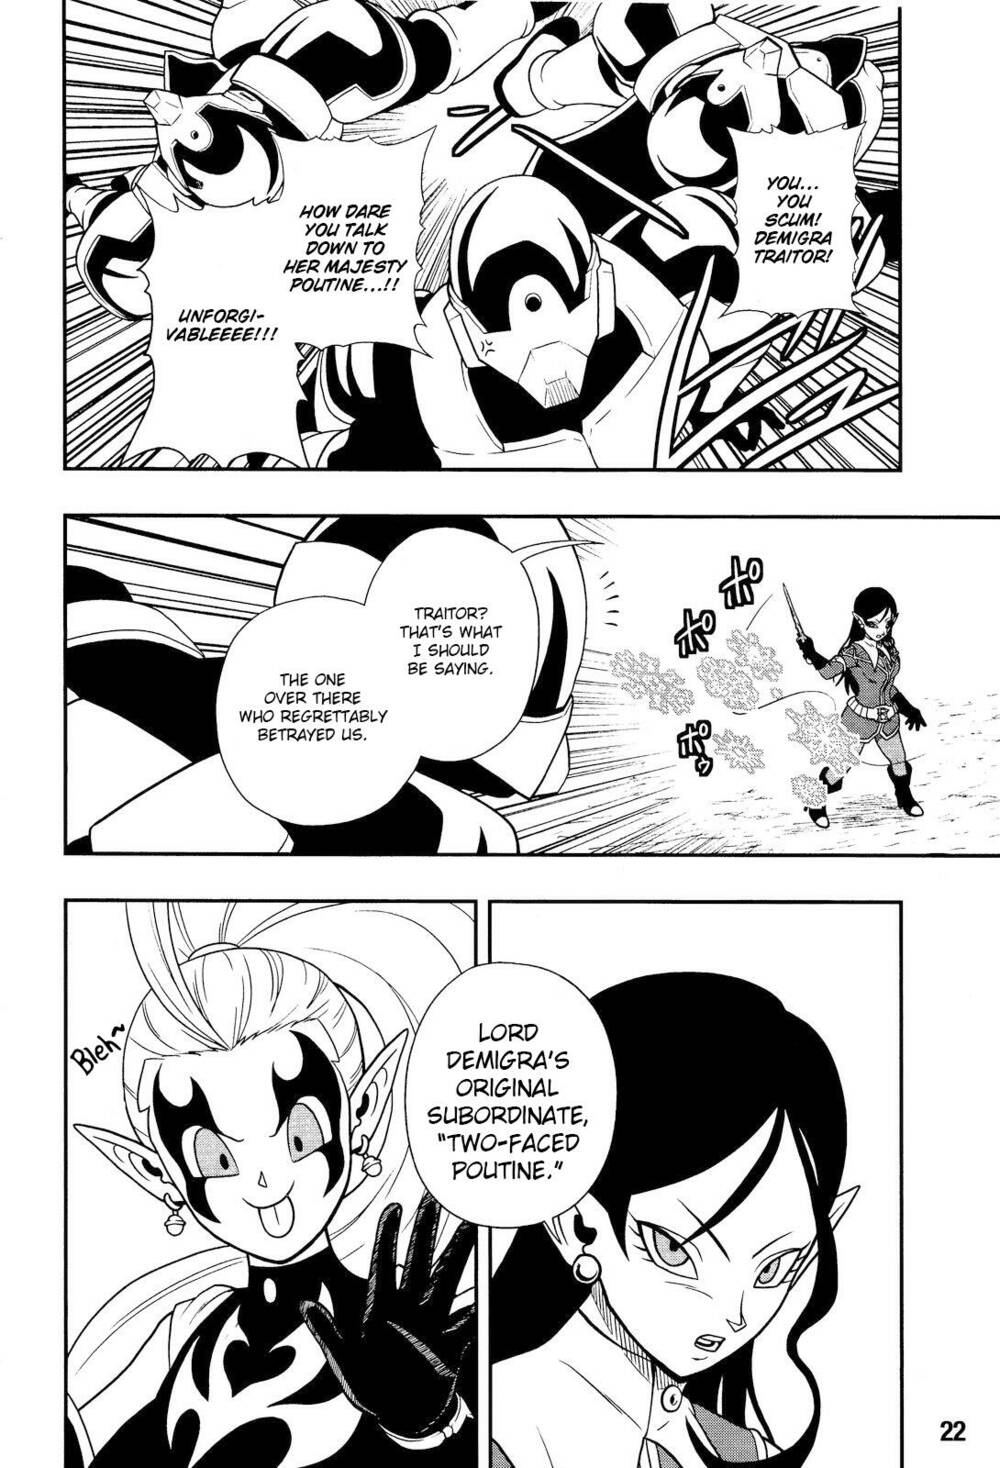 YOU...
YOU
SCUM!
DEMIGRA
TRAITOR!
HOW DARE
YOU TALK
DOWN TO
HER MAJESTY
POUTINE...!!
UNFORGI-
VABLEEEE!!!
TRAITOR?
THAT'S WHAT
I SHOULD
BE SAYING.
THE ONE
OVER THERE
WHO REGRETTABLY
BETRAYED US.
ポ
ポ
ポゥ
LORD
DEMIGRA'S
ORIGINAL
SUBORDINATE,
"TWO-FACED
POUTINE."
Bleh~
22